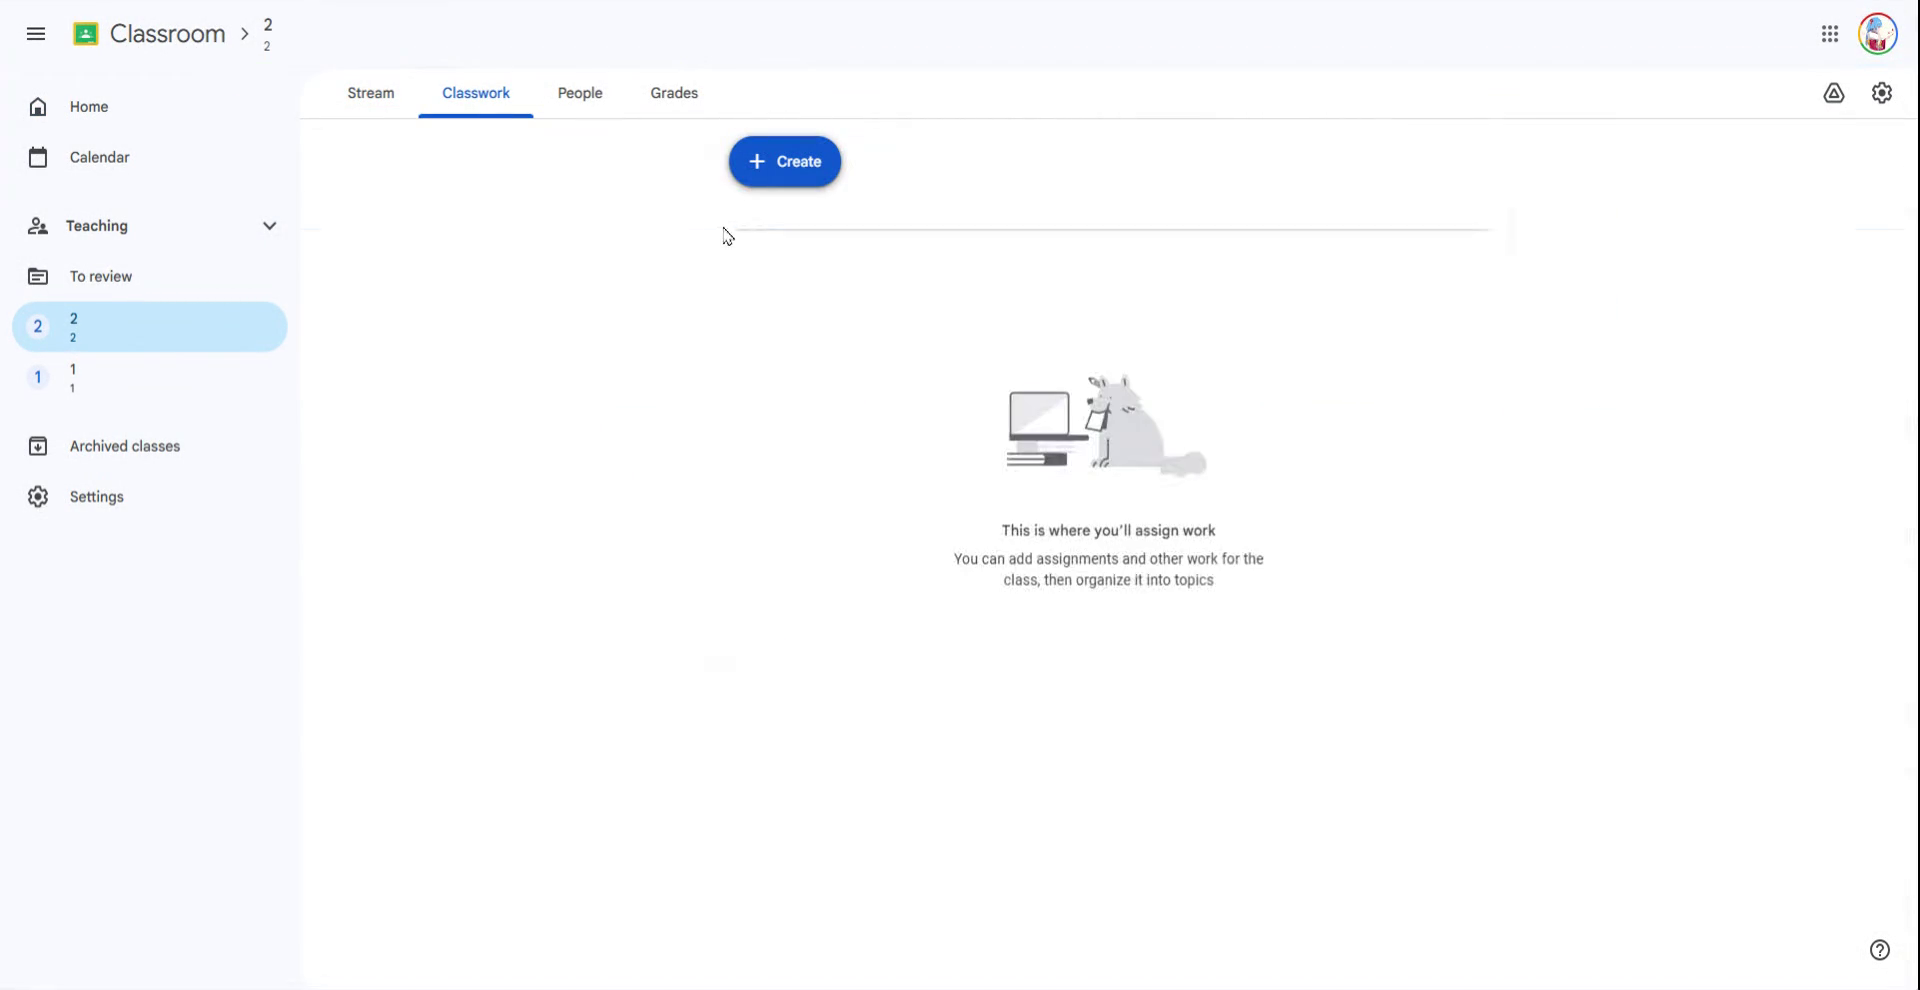 Classroom
2
2
Home
Calendar
Teaching
To review
2
2
2
1
1
1
Archived classes
Settings
Stream
Classwork
People
Grades
Create
This is where you'll assign work
You can add assignments and other work for the
class, then organize it into topics